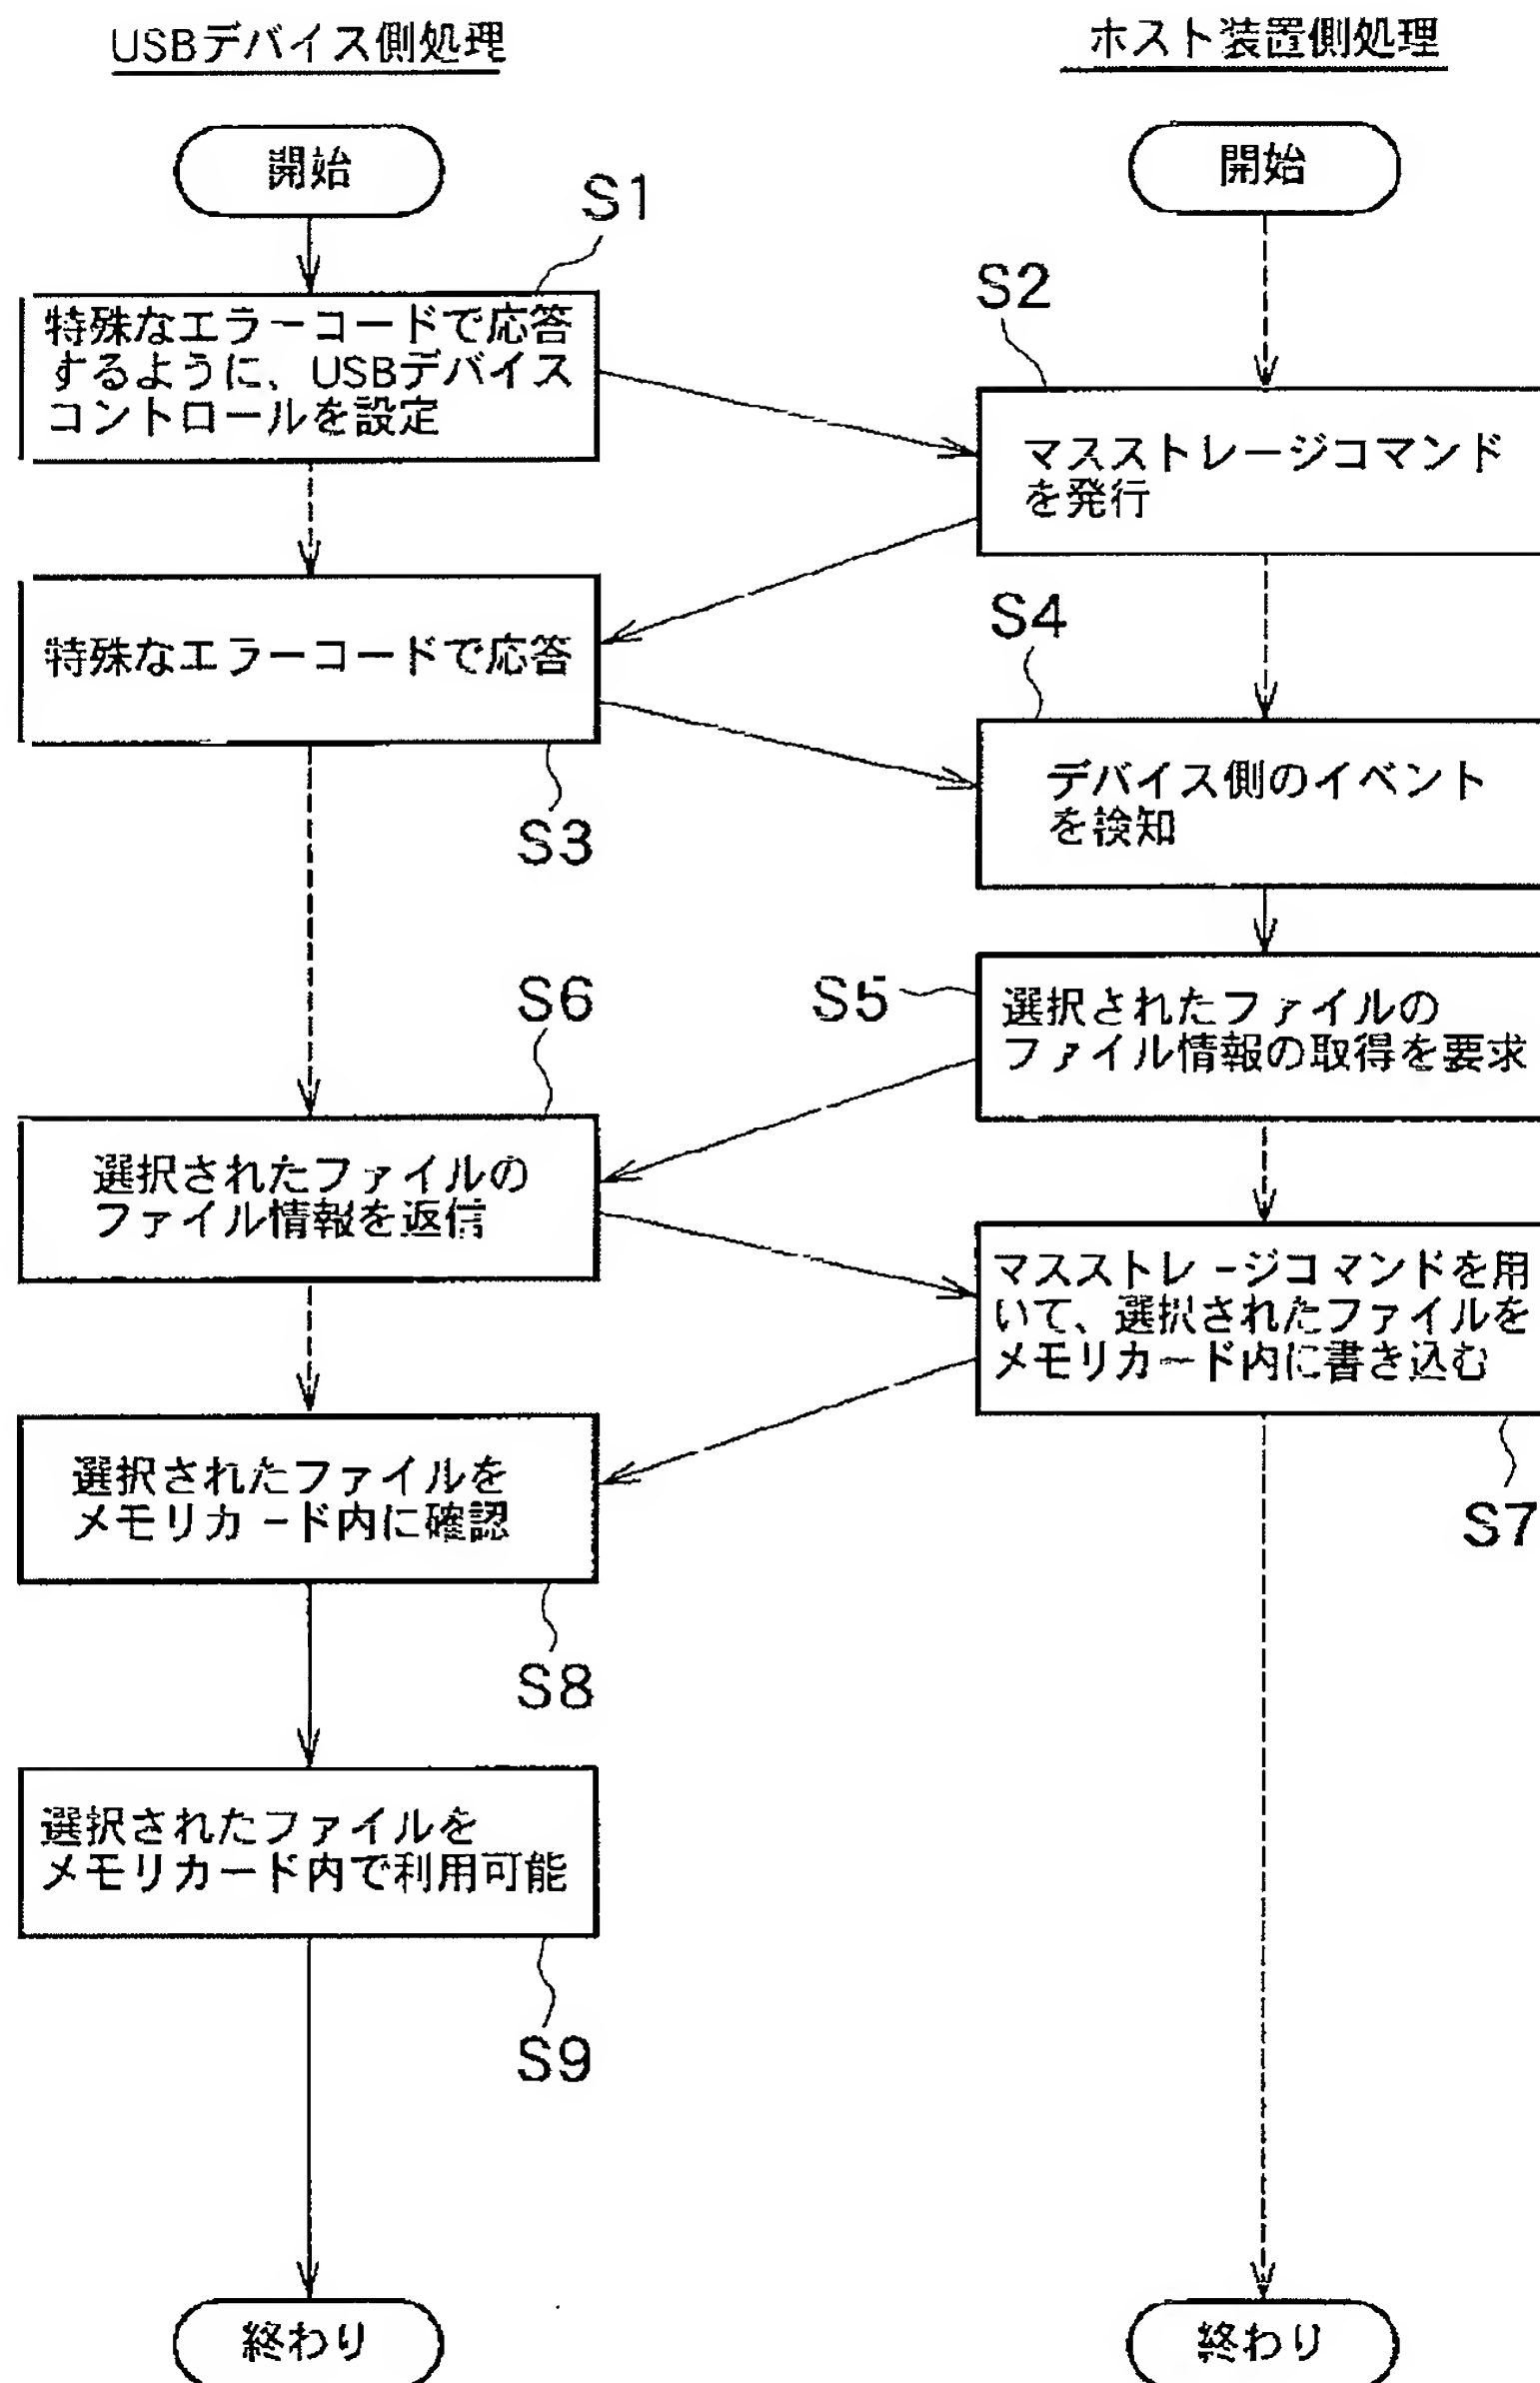 USBデバイス側処理
ホスト装置側処理
開始
開始
S1
特殊なエラーコードで応答
するように、USBデバイス
コントロールを設定
S2
マスストレージコマンド
を発行
特殊なエラーコードで応答
S3
S4
デバイス側のイベント
を検知
S5
選択されたファイルの
ファイル情報の取得を要求
S6
選択されたファイルの
ファイル情報を返信
マスストレージコマンドを用
いて、選択されたファイルを
メモリカード内に書き込む
S7
選択されたファイルを
メモリカード内に確認
S8
選択されたファイルを
メモリカード内で利用可能
S9
終わり
終わり